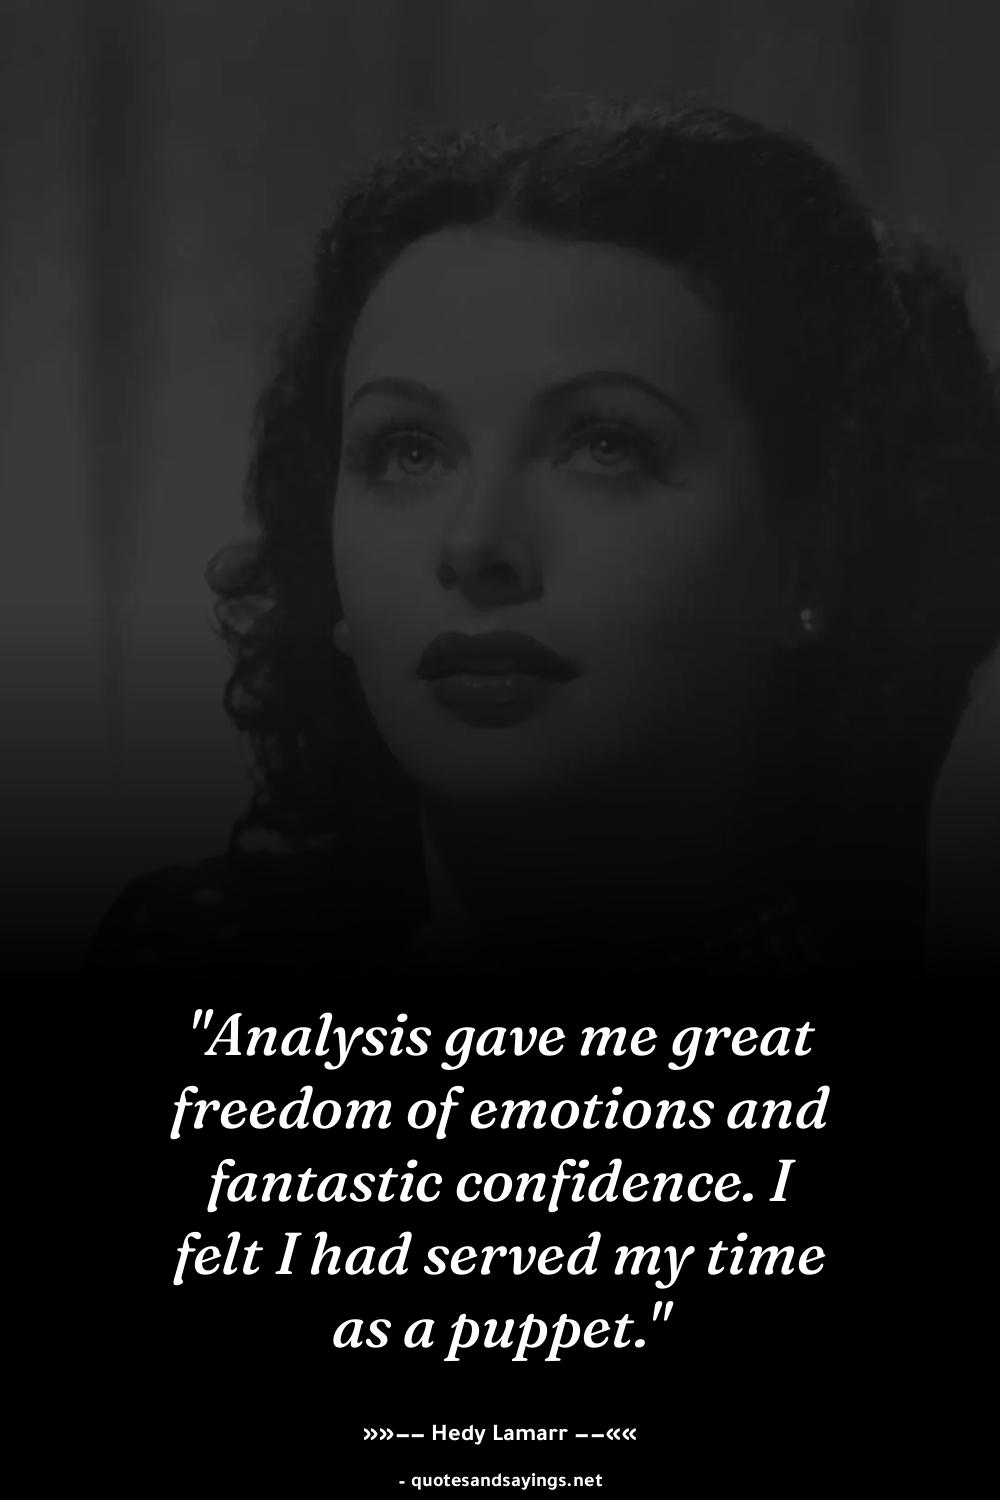 "Analysis gave me great
freedom of emotions and
fantastic confidence. I
felt I had served my time
as a puppet."
»»–– Hedy Lamarr ––««
- quotesandsayings.net